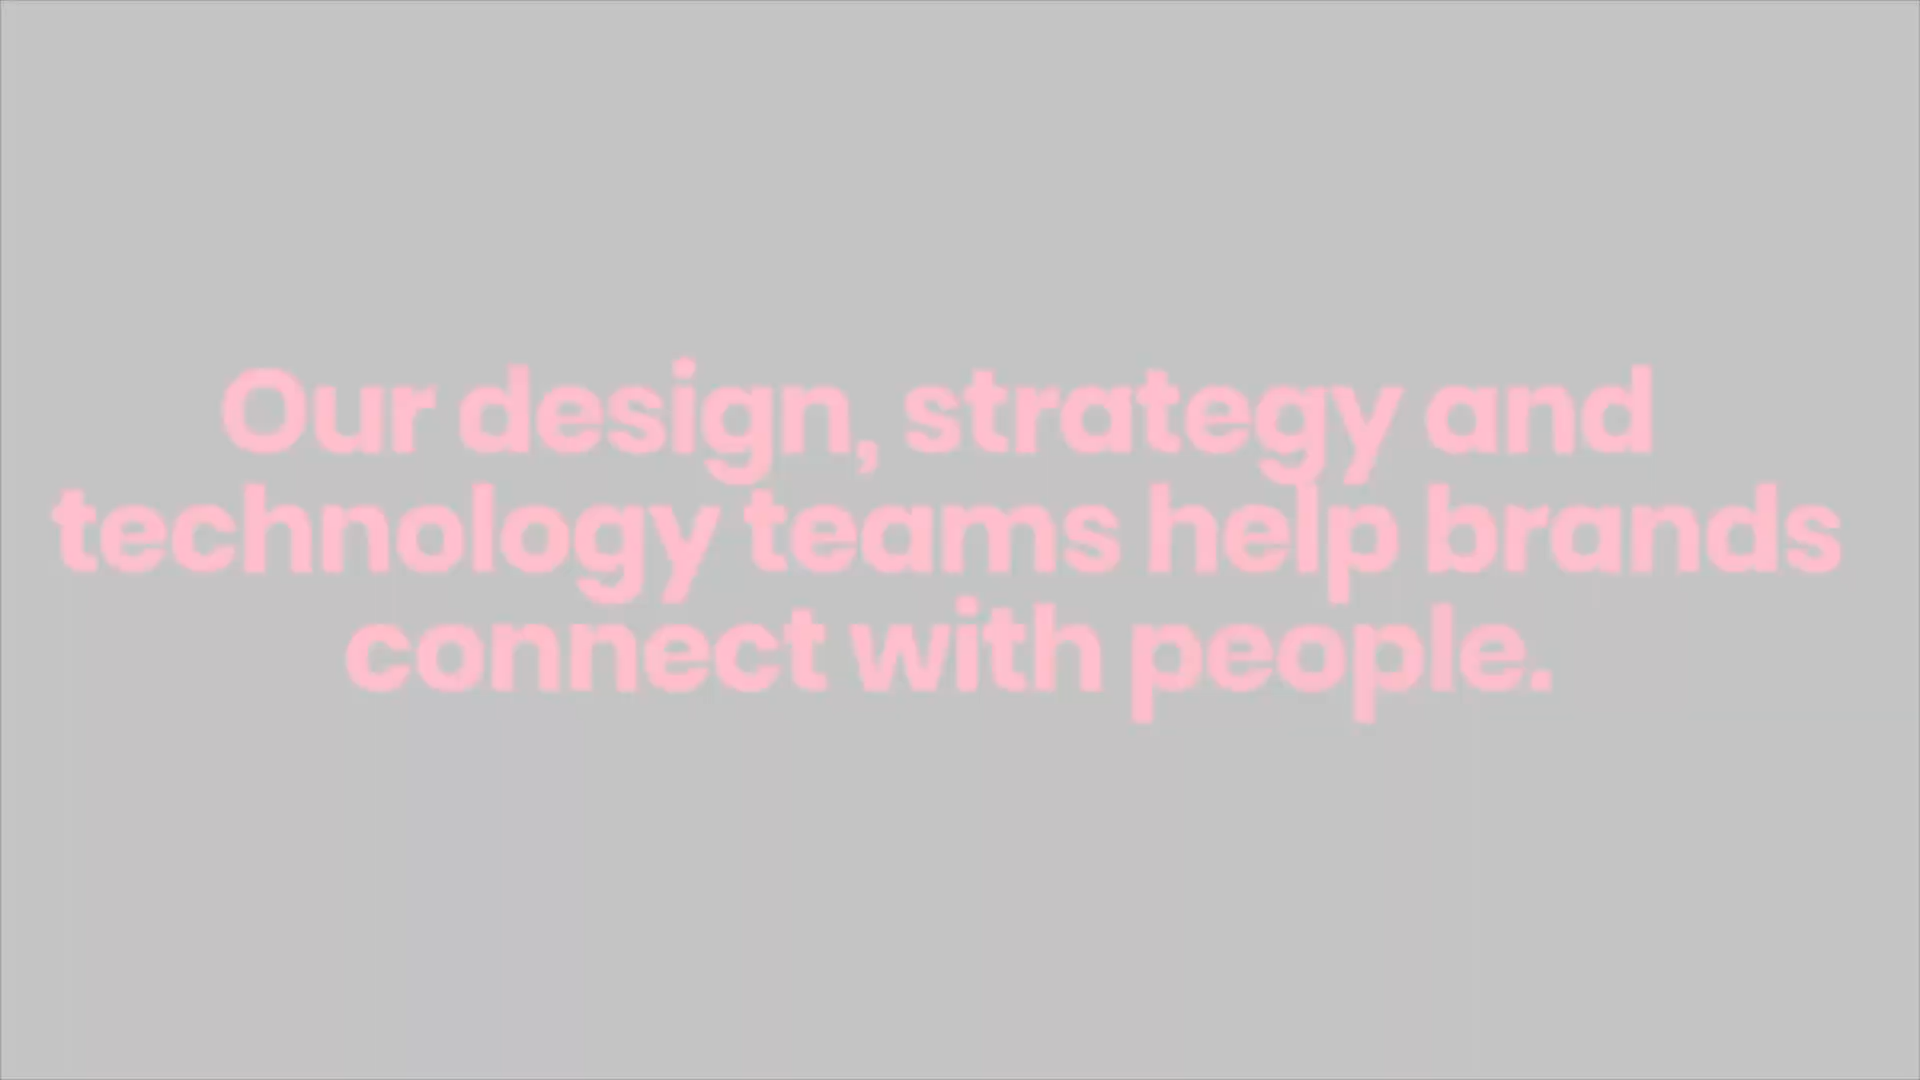 Our design, strategy and
technology teams help brands
connect with people.